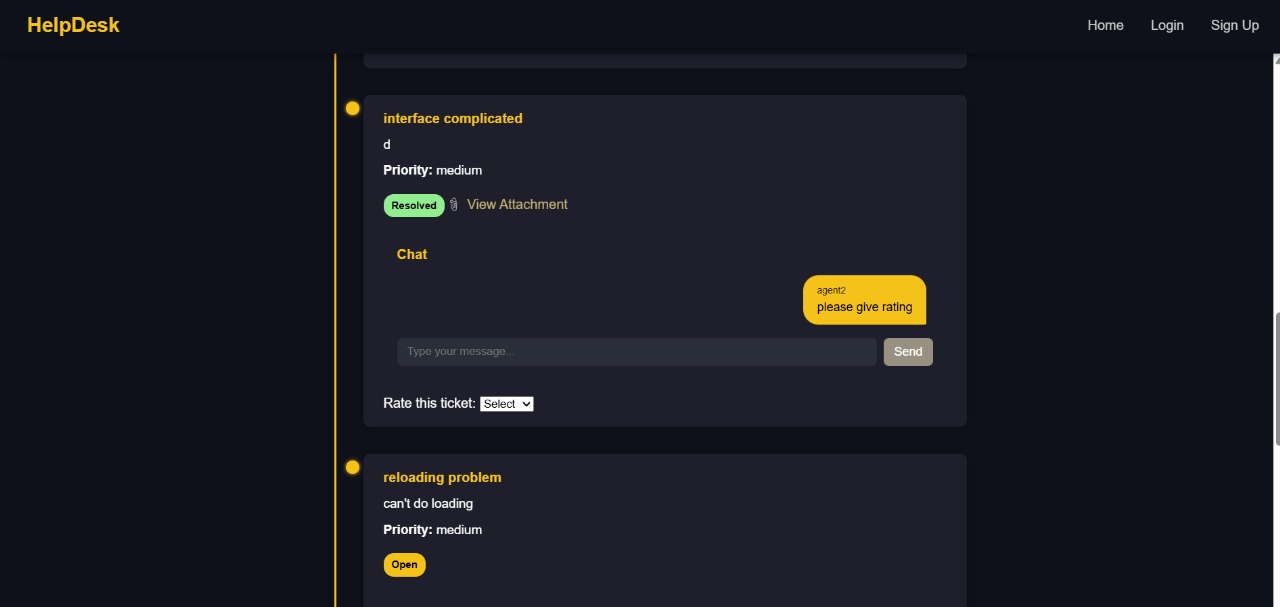 HelpDesk
Home Login Sign Up
interface complicated
d
Priority: medium
Resolved View Attachment
Chat
agent2
please give rating
Type your message...
Send
Rate this ticket: Select
reloading problem
can't do loading
Priority: medium
Open